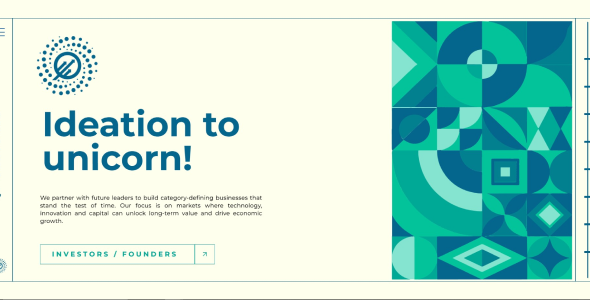 Ideation to
unicorn!
We partner with future leaders to build category-defining businesses that
stand the test of time. Our focus is on markets where technology,
innovation and capital can unlock long-term value and drive economic
growth.
INVESTORS / FOUNDERS